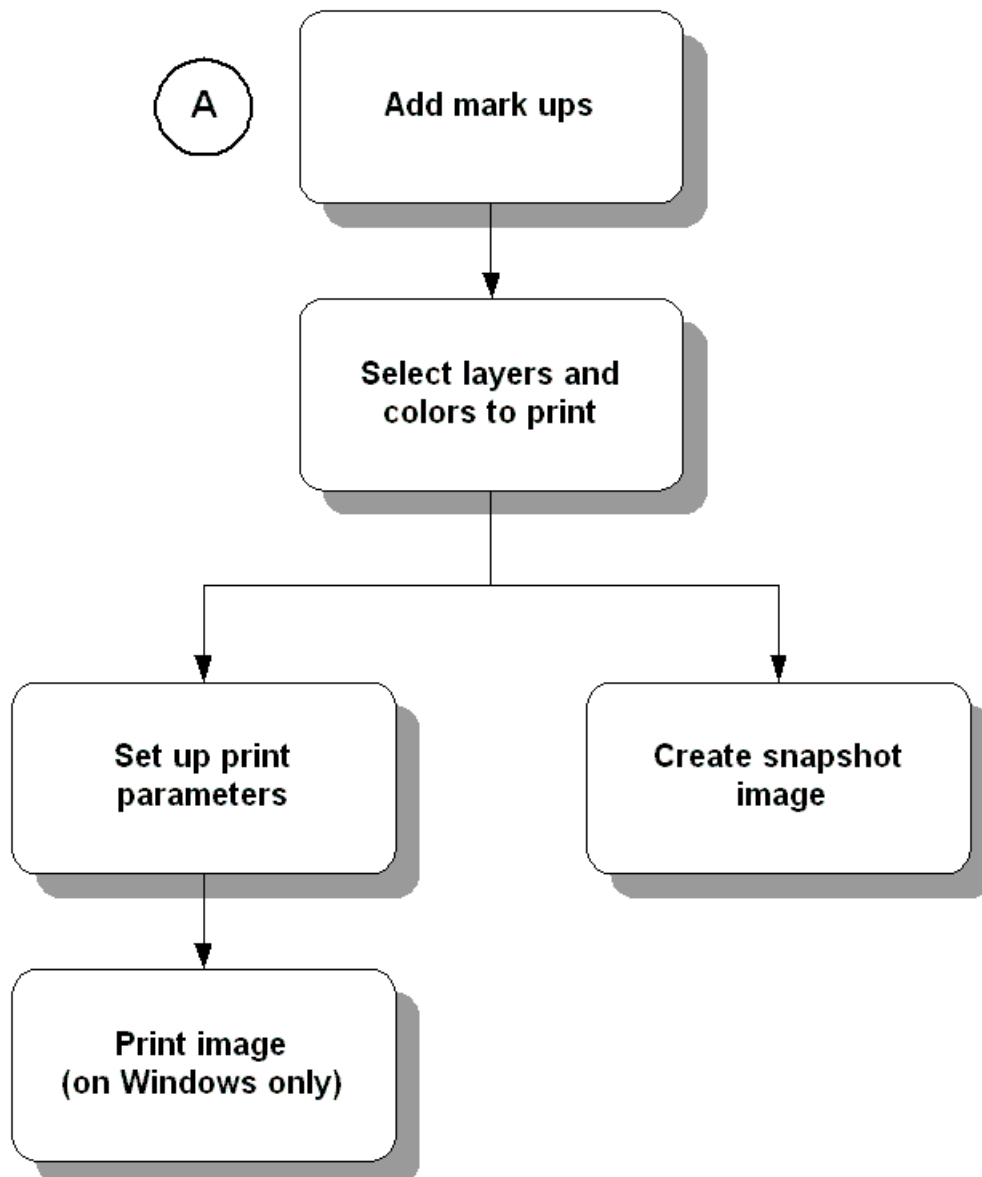 A
Add mark ups
Select layers and
colors to print
Set up print
parameters
Create snapshot
image
Print image
(on Windows only)